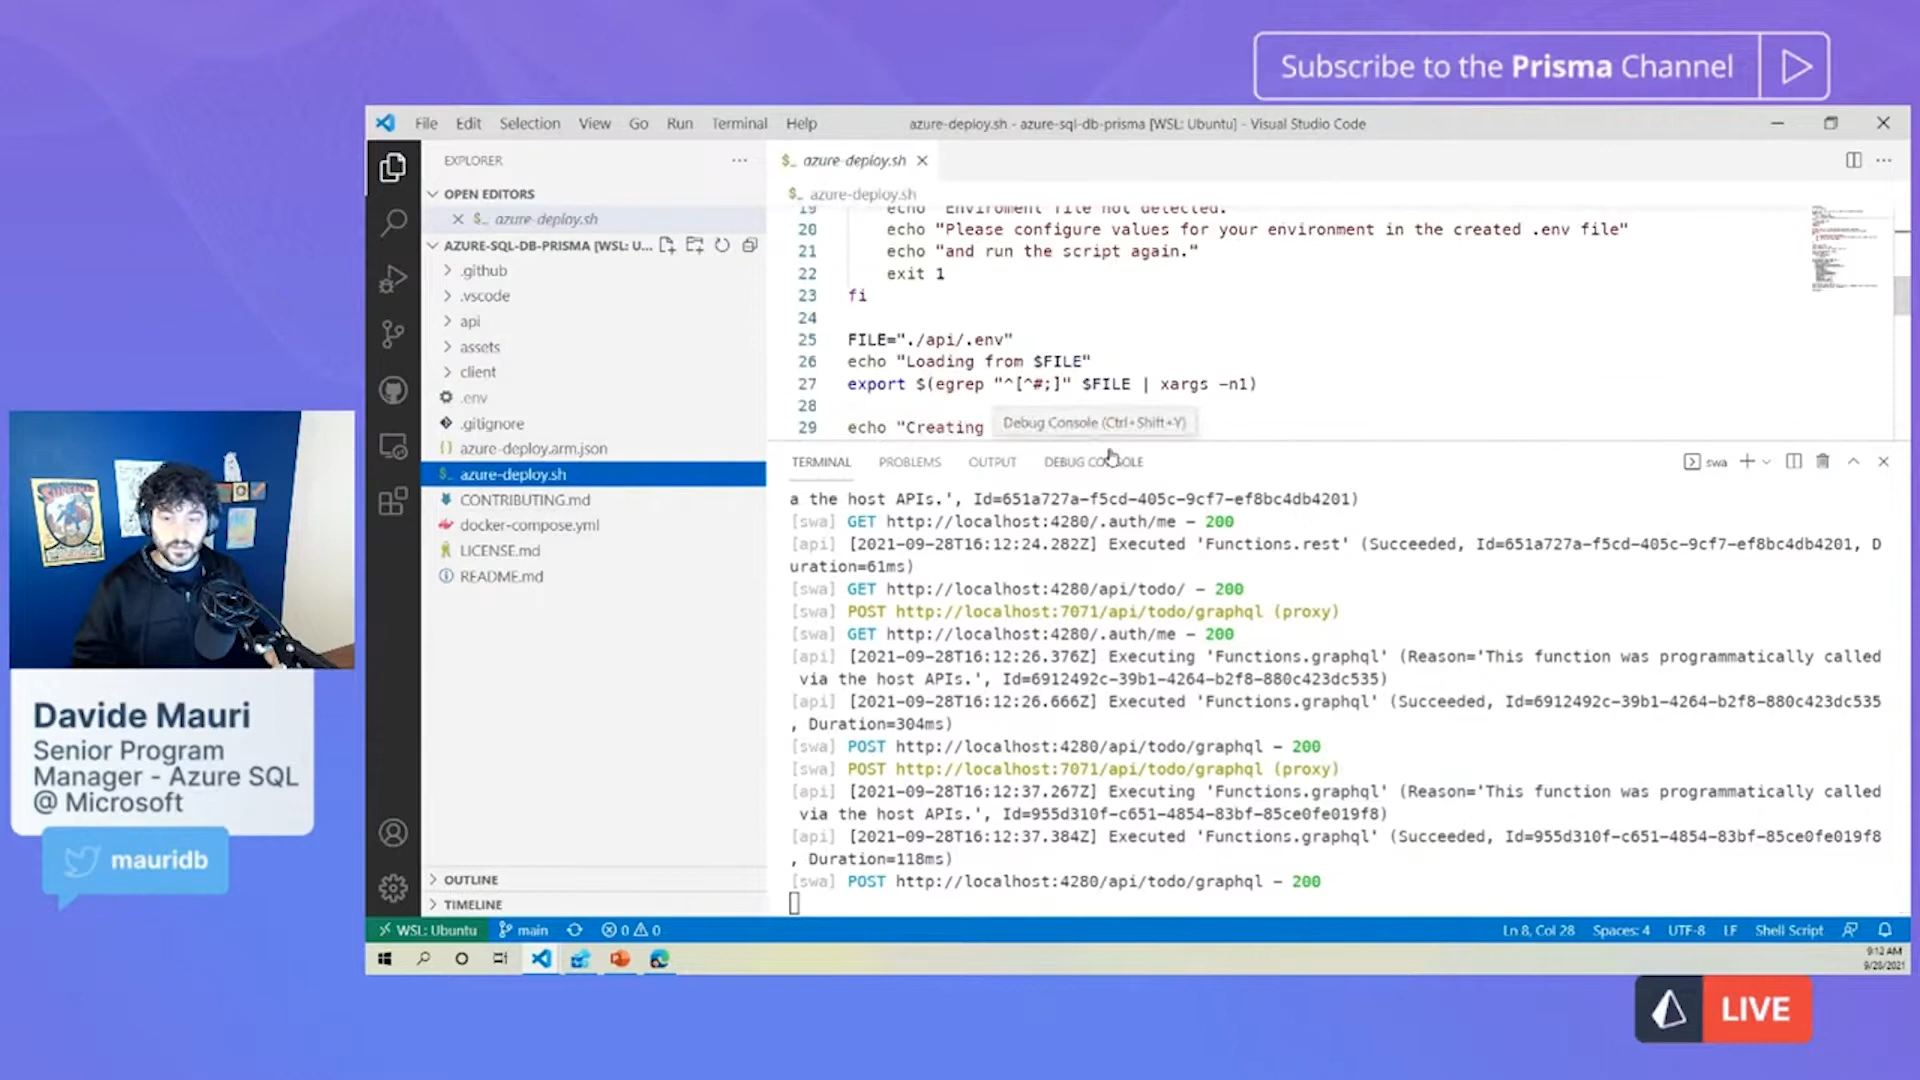 Subscribe to the Prisma Channel
File Edit Selection View Go Run Terminal Help
azure-deploy.sh - azure-sql-db-prisma [WSL: Ubuntu] - Visual Studio Code
EXPLORER
OPEN EDITORS
$_ azure-deploy.sh
AZURE-SQL-DB-PRISMA [WSL: U...
.github
.vscode
api
assets
client
.env
.gitignore
azure-deploy.arm.json
azure-deploy.sh
CONTRIBUTING.md
docker-compose.yml
LICENSE.md
README.md
OUTLINE
TIMELINE
$_ azure-deploy.sh
$_ azure-deploy.sh
19 echo "Enviroment file not detected."
20 echo "Please configure values for your environment in the created .env file"
21 echo "and run the script again."
22 exit 1
23 fi
24
25 FILE="./api/.env"
26 echo "Loading from $FILE"
27 export $(egrep "^[^#;]" $FILE | xargs -n1)
28
29 echo "Creating
Debug Console (Ctrl+Shift+Y)
TERMINAL PROBLEMS OUTPUT DEBUG CONSOLE
swa
a the host APIs.', Id=651a727a-f5cd-405c-9cf7-ef8bc4db4201)
[swa] GET http://localhost:4280/.auth/me - 200
[api] [2021-09-28T16:12:24.282Z] Executed 'Functions.rest' (Succeeded, Id=651a727a-f5cd-405c-9cf7-ef8bc4db4201, D
uration=61ms)
[swa] GET http://localhost:4280/api/todo/ - 200
[swa] POST http://localhost:7071/api/todo/graphql (proxy)
[swa] GET http://localhost:4280/.auth/me - 200
[api] [2021-09-28T16:12:26.376Z] Executing 'Functions.graphql' (Reason='This function was programmatically called
via the host APIs.', Id=6912492c-39b1-4264-b2f8-880c423dc535)
[api] [2021-09-28T16:12:26.666Z] Executed 'Functions.graphql' (Succeeded, Id=6912492c-39b1-4264-b2f8-880c423dc535
, Duration=304ms)
[swa] POST http://localhost:4280/api/todo/graphql - 200
[swa] POST http://localhost:7071/api/todo/graphql (proxy)
[api] [2021-09-28T16:12:37.267Z] Executing 'Functions.graphql' (Reason='This function was programmatically called
via the host APIs.', Id=955d310f-c651-4854-83bf-85ce0fe019f8)
[api] [2021-09-28T16:12:37.384Z] Executed 'Functions.graphql' (Succeeded, Id=955d310f-c651-4854-83bf-85ce0fe019f8
, Duration=118ms)
[swa] POST http://localhost:4280/api/todo/graphql - 200
WSL: Ubuntu main 0 0
Ln 8, Col 28 Spaces: 4 UTF-8 LF Shell Script
9:12 AM
9/28/2021
Davide Mauri
Senior Program
Manager - Azure SQL
@ Microsoft
mauridb
LIVE